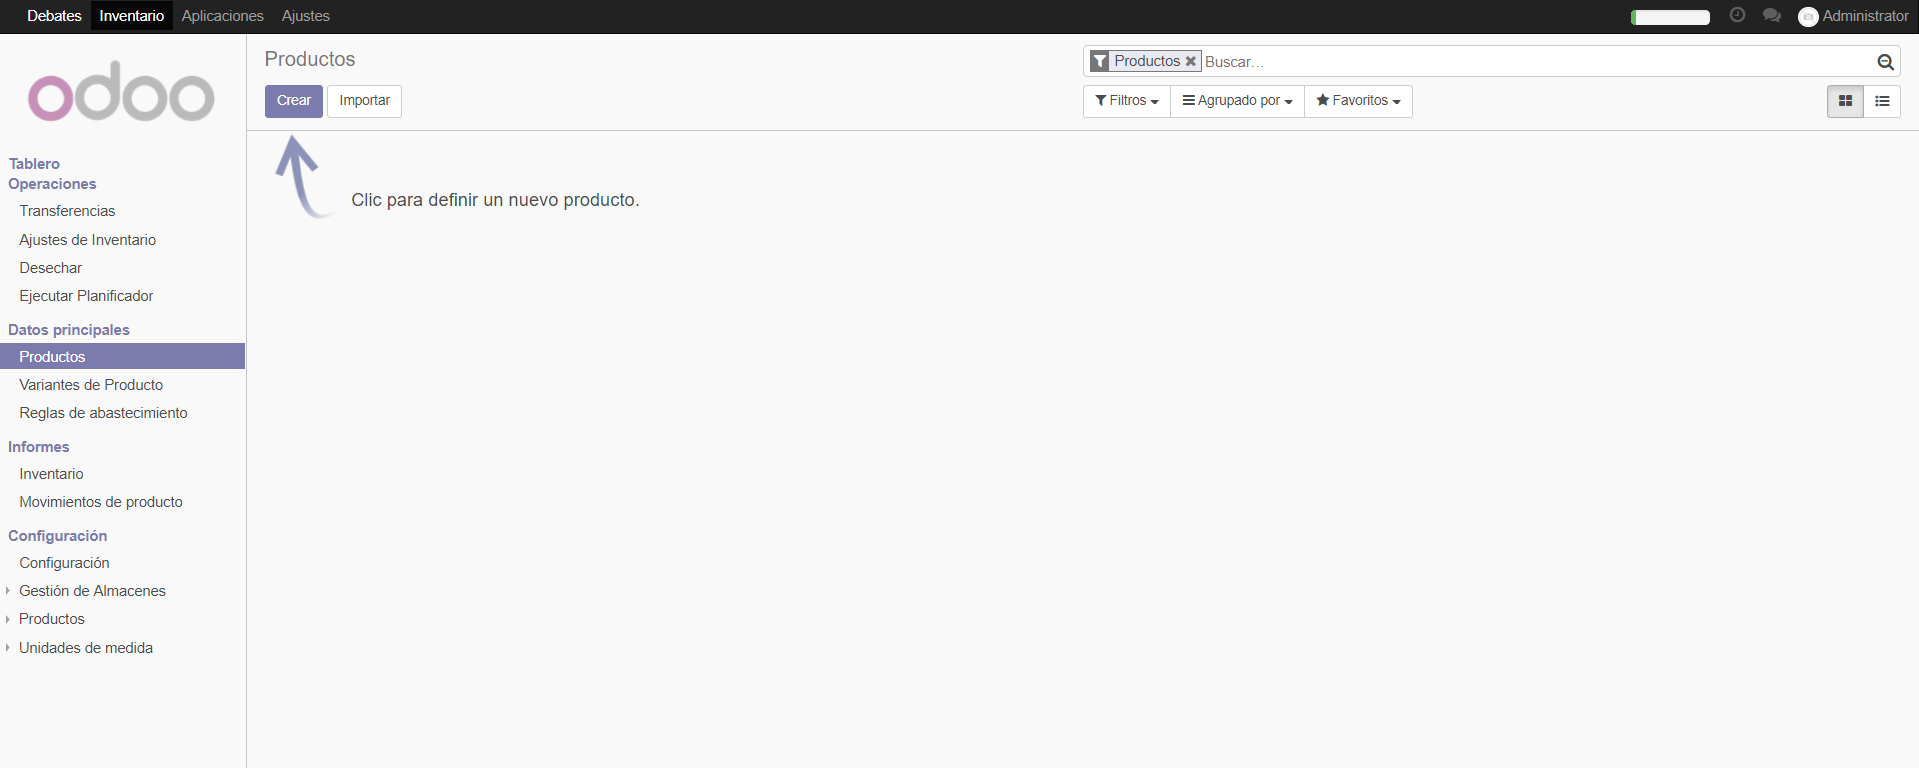 Debates Inventario Aplicaciones Ajustes Administrator
odoo
Tablero
Operaciones
Transferencias
Ajustes de Inventario
Desechar
Ejecutar Planificador
Datos principales
Productos
Variantes de Producto
Reglas de abastecimiento
Informes
Inventario
Movimientos de producto
Configuración
Configuración
Gestión de Almacenes
Productos
Unidades de medida
Productos
Productos Buscar...
Crear Importar
Filtros Agrupado por Favoritos
Clic para definir un nuevo producto.